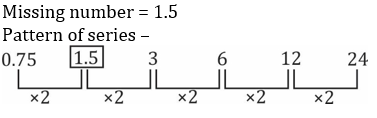 Missing number = 1.5
Pattern of series –
0.75 1.5 3 6 12 24
×2 ×2 ×2 ×2 ×2